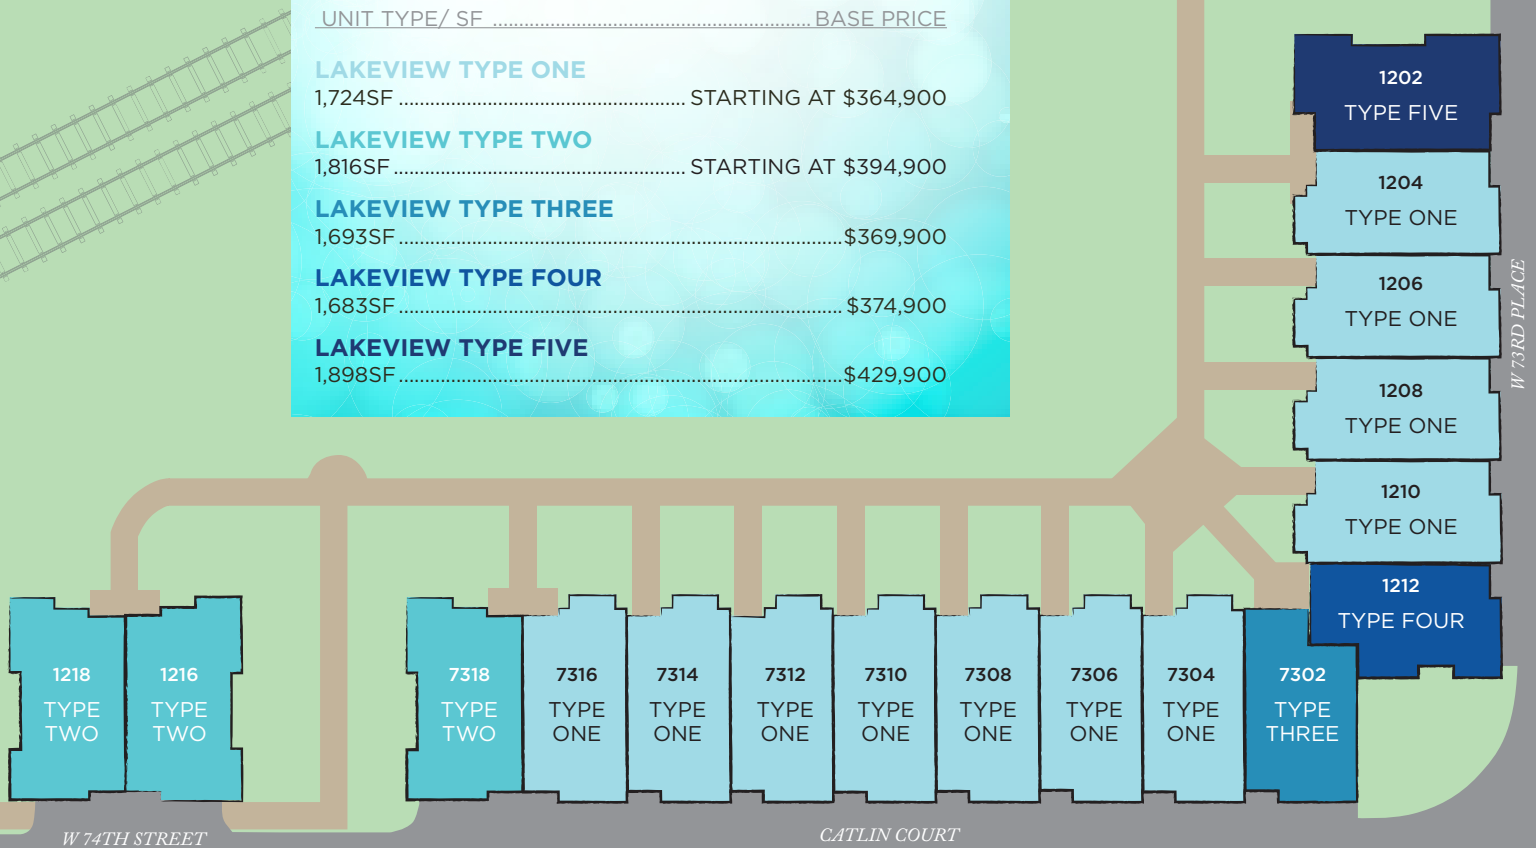 UNIT TYPE/ SF ............................................................. BASE PRICE
LAKEVIEW TYPE ONE
1,724SF ....................................................... STARTING AT $364,900
LAKEVIEW TYPE TWO
1,816SF ........................................................ STARTING AT $394,900
LAKEVIEW TYPE THREE
1,693SF .....................................................................................$369,900
LAKEVIEW TYPE FOUR
1,683SF ..................................................................................... $374,900
LAKEVIEW TYPE FIVE
1,898SF .....................................................................................$429,900
1202
TYPE FIVE
1204
TYPE ONE
1206
TYPE ONE
1208
TYPE ONE
1210
TYPE ONE
1212
TYPE FOUR
W 73RD PLACE
1218
TYPE
TWO
1216
TYPE
TWO
7318
TYPE
TWO
7316
TYPE
ONE
7314
TYPE
ONE
7312
TYPE
ONE
7310
TYPE
ONE
7308
TYPE
ONE
7306
TYPE
ONE
7304
TYPE
ONE
7302
TYPE
THREE
W 74TH STREET
CATLIN COURT